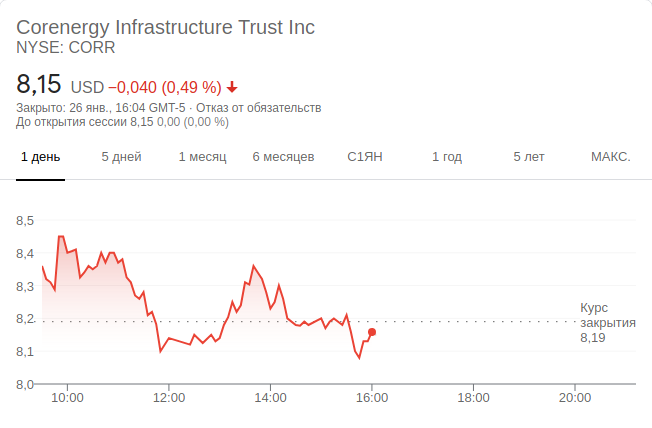 Corenergy Infrastructure Trust Inc
NYSE: CORR
8,15 USD −0,040 (0,49 %)
Закрыто: 26 янв., 16:04 GMT-5 · Отказ от обязательств
До открытия сессии 8,15 0,00 (0,00 %)
1 день 5 дней 1 месяц 6 месяцев С1ЯН 1 год 5 лет МАКС.
8,5
8,4
8,3
8,2
8,1
8,0
Курс
закрытия
8,19
10:00 12:00 14:00 16:00 18:00 20:00